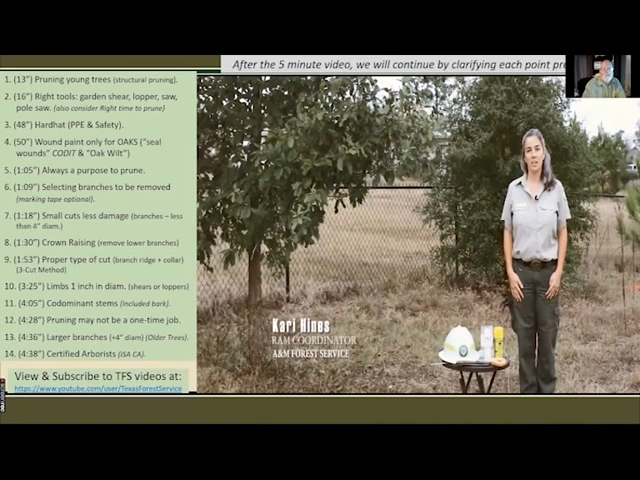 After the 5 minute video, we will continue by clarifying each point pre
1. (13") Pruning young trees (structural pruning).
2. (16") Right tools: garden shear, lopper, saw,
pole saw. (also consider Right time to prune)
3. (48") Hardhat (PPE & Safety).
4. (50") Wound paint only for OAKS ("seal
wounds" CODIT & "Oak Wilt")
5. (1:05") Always a purpose to prune.
6. (1:09") Selecting branches to be removed
(marking tape optional).
7. (1:18") Small cuts less damage (branches – less
than 4" diam.)
8. (1:30") Crown Raising (remove lower branches)
9. (1:53") Proper type of cut (branch ridge + collar)
(3-Cut Method)
10. (3:25") Limbs 1 inch in diam. (shears or loppers)
11. (4:05") Codominant stems (Included bark).
12. (4:28") Pruning may not be a one-time job.
13. (4:36") Larger branches (+4" diam) (Older Trees).
14. (4:38") Certified Arborists (ISA CA).
View & Subscribe to TFS videos at:
https://www.youtube.com/user/TexasForestService
Karl Hines
RAM COORDINATOR
A&M FOREST SERVICE